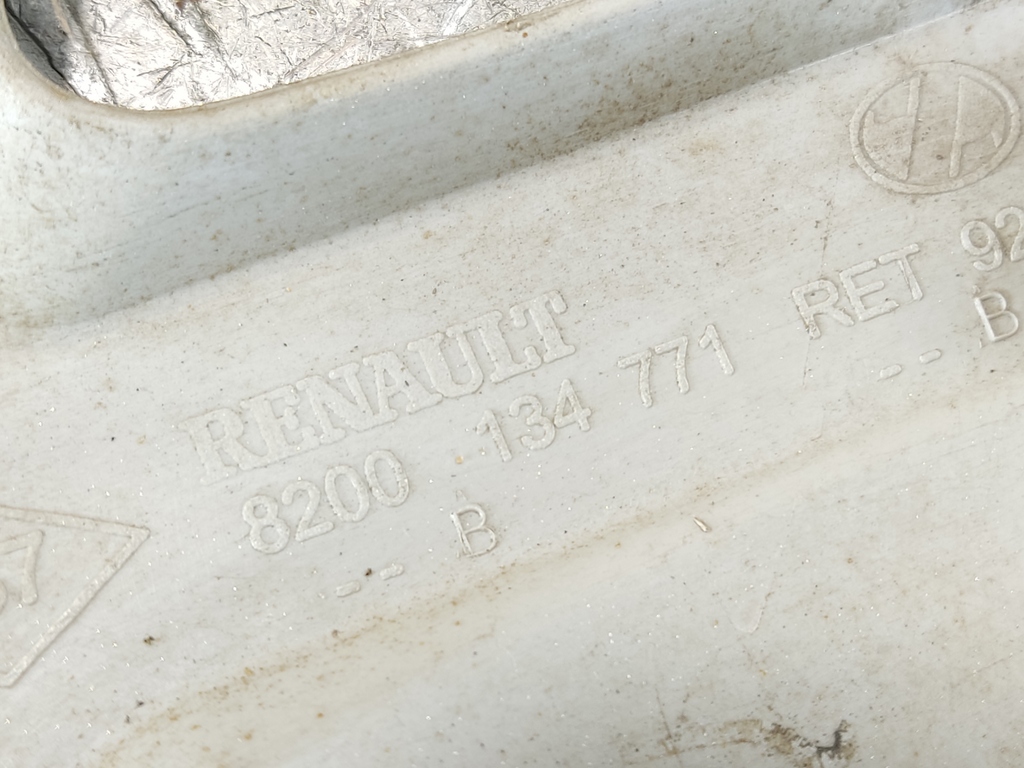 RENAULT
8200 134 771 RET 92
-- B
-- B